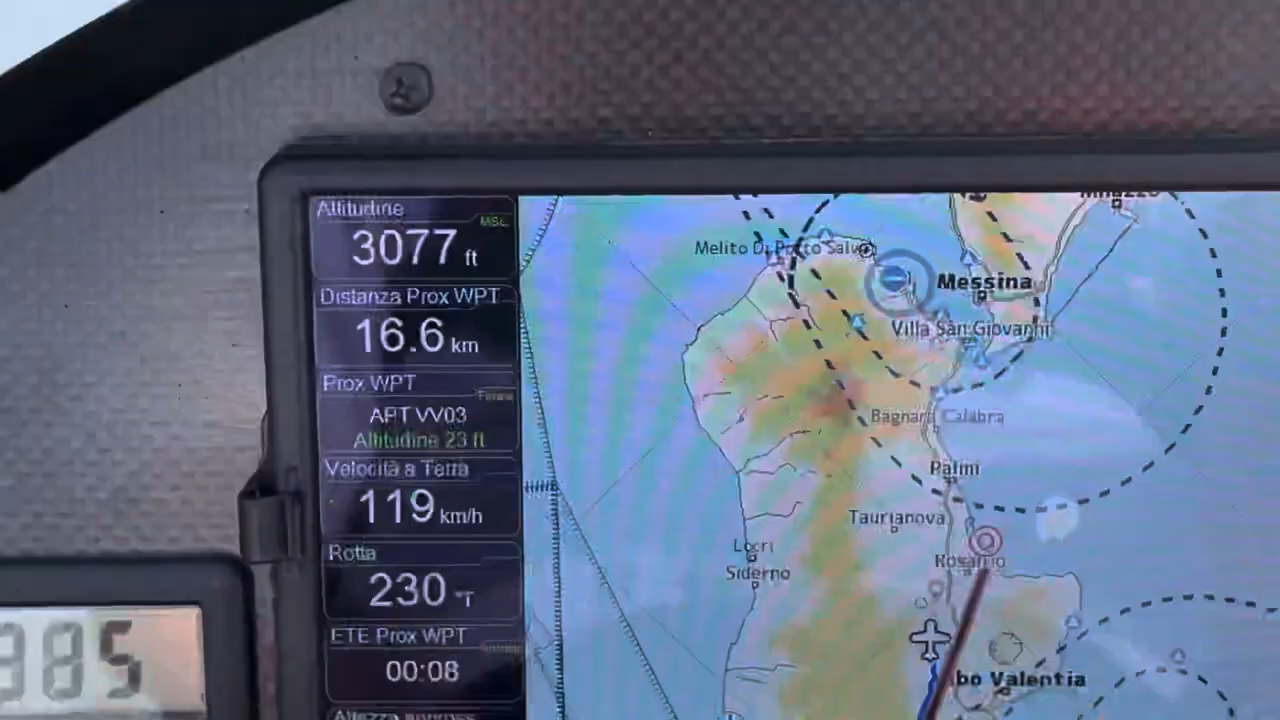 Altitudine
MSL
3077 ft
Distanza Prox WPT
16.6 km
Prox WPT
APT VV03
Altitudine 23 ft
Velocità a Terra
119 km/h
Rotta
230 °T
ETE Prox WPT
00:08
385
Melito Di Porto Salvo
Messina
Villa San Giovanni
Bagnara Calabra
Palmi
Taurianova
Rosarno
Locri
Siderno
bo Valentia